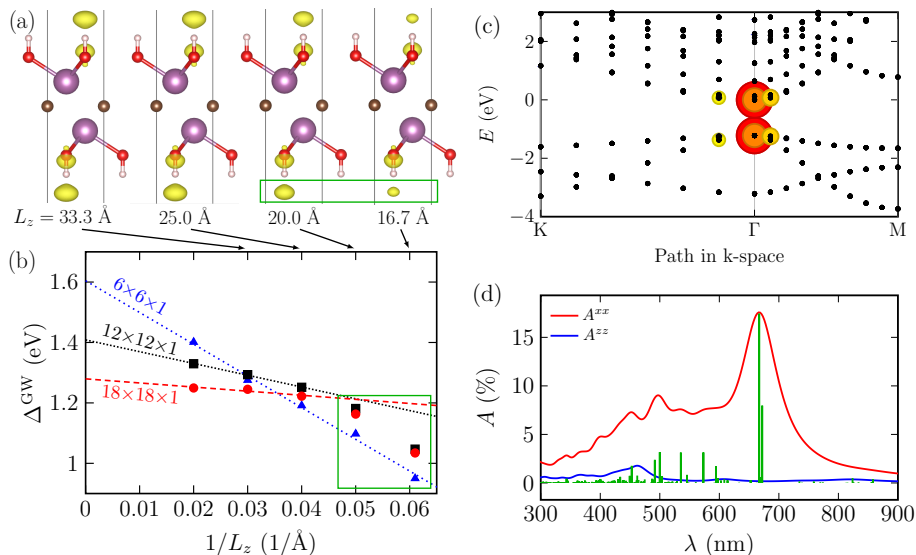 (a)
L_z = 33.3 Å 25.0 Å 20.0 Å 16.7 Å
(b)
Δ^GW (eV)
1.6
1.4
1.2
1
6×6×1
12×12×1
18×18×1
0 0.01 0.02 0.03 0.04 0.05 0.06
1/L_z (1/Å)
(c)
E (eV)
2
0
−2
−4
K Γ M
Path in k-space
(d)
A (%)
15
10
5
0
A^xx
A^zz
300 400 500 600 700 800 900
λ (nm)